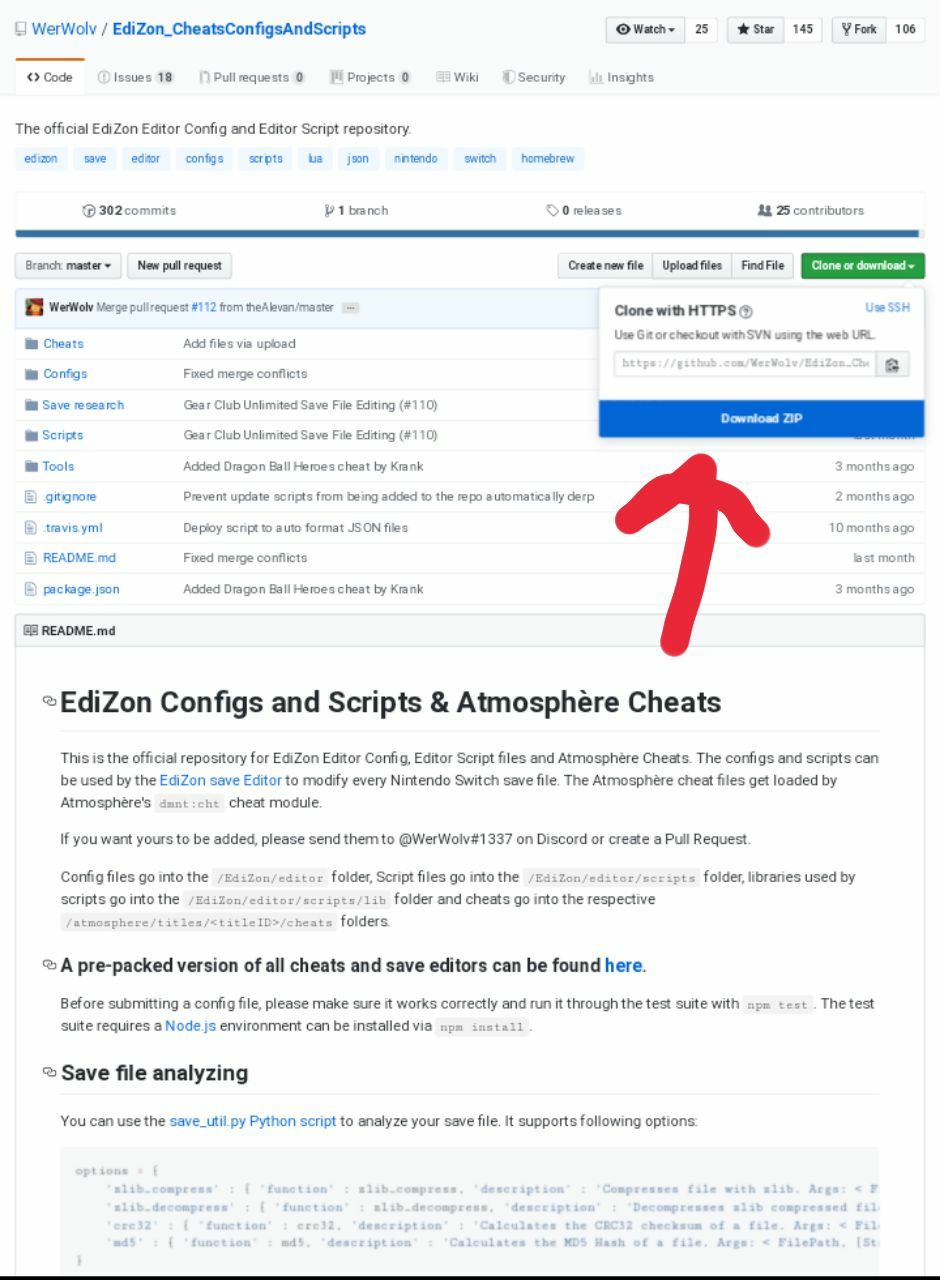 WerWolv / EdiZon_CheatsConfigsAndScripts
Watch 25 Star 145 Fork 106
Code Issues 18 Pull requests 0 Projects 0 Wiki Security Insights
The official EdiZon Editor Config and Editor Script repository.
edizon save editor configs scripts lua json nintendo switch homebrew
302 commits 1 branch 0 releases 25 contributors
Branch: master New pull request Create new file Upload files Find File Clone or download
WerWolv Merge pull request #112 from theAlevan/master ...
Clone with HTTPS Use SSH
Use Git or checkout with SVN using the web URL.
https://github.com/WerWolv/EdiZon_Che
Download ZIP
Cheats Add files via upload
Configs Fixed merge conflicts
Save research Gear Club Unlimited Save File Editing (#110)
Scripts Gear Club Unlimited Save File Editing (#110) last month
Tools Added Dragon Ball Heroes cheat by Krank 3 months ago
.gitignore Prevent update scripts from being added to the repo automatically derp 2 months ago
.travis.yml Deploy script to auto format JSON files 10 months ago
README.md Fixed merge conflicts last month
package.json Added Dragon Ball Heroes cheat by Krank 3 months ago
README.md
EdiZon Configs and Scripts & Atmosphère Cheats
This is the official repository for EdiZon Editor Config, Editor Script files and Atmosphère Cheats. The configs and scripts can
be used by the EdiZon save Editor to modify every Nintendo Switch save file. The Atmosphère cheat files get loaded by
Atmosphère's dmnt:cht cheat module.
If you want yours to be added, please send them to @WerWolv#1337 on Discord or create a Pull Request.
Config files go into the /EdiZon/editor folder, Script files go into the /EdiZon/editor/scripts folder, libraries used by
scripts go into the /EdiZon/editor/scripts/lib folder and cheats go into the respective
/atmosphere/titles/<titleID>/cheats folders.
A pre-packed version of all cheats and save editors can be found here.
Before submitting a config file, please make sure it works correctly and run it through the test suite with npm test. The test
suite requires a Node.js environment can be installed via npm install.
Save file analyzing
You can use the save_util.py Python script to analyze your save file. It supports following options:
options = {
'zlib_compress' : { 'function' : zlib_compress, 'description' : 'Compresses file with zlib. Args: < F
'zlib_decompress' : { 'function' : zlib_decompress, 'description' : 'Decompresses zlib compressed fil
'crc32' : { 'function' : crc32, 'description' : 'Calculates the CRC32 checksum of a file. Args: < Fil
'md5' : { 'function' : md5, 'description' : 'Calculates the MD5 Hash of a file. Args: < FilePath, [St
}